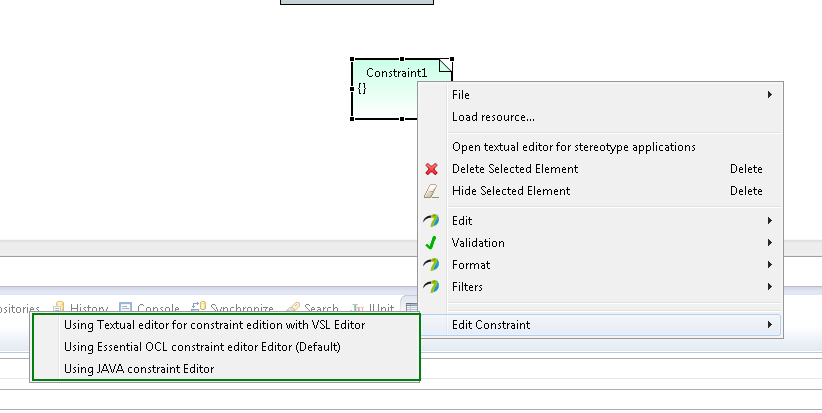 Constraint1
{}
File
Load resource...
Open textual editor for stereotype applications
Delete Selected Element Delete
Hide Selected Element Delete
Edit
Validation
Format
Filters
ositories History Console Synchronize Search JUnit
Edit Constraint
Using Textual editor for constraint edition with VSL Editor
Using Essential OCL constraint editor Editor (Default)
Using JAVA constraint Editor